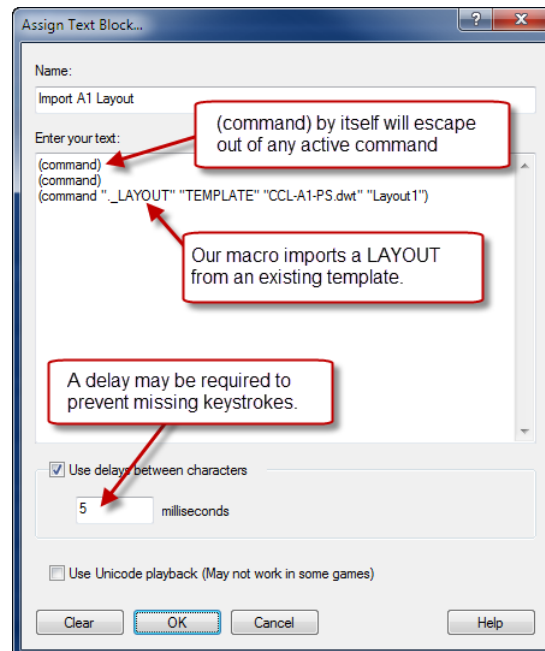 Assign Text Block...
Name:
Import A1 Layout
(command) by itself will escape
out of any active command
Enter your text:
(command)
(command)
(command "._LAYOUT" "TEMPLATE" "CCL-A1-PS.dwt" "Layout1")
Our macro imports a LAYOUT
from an existing template.
A delay may be required to
prevent missing keystrokes.
Use delays between characters
5 milliseconds
Use Unicode playback (May not work in some games)
Clear OK Cancel Help